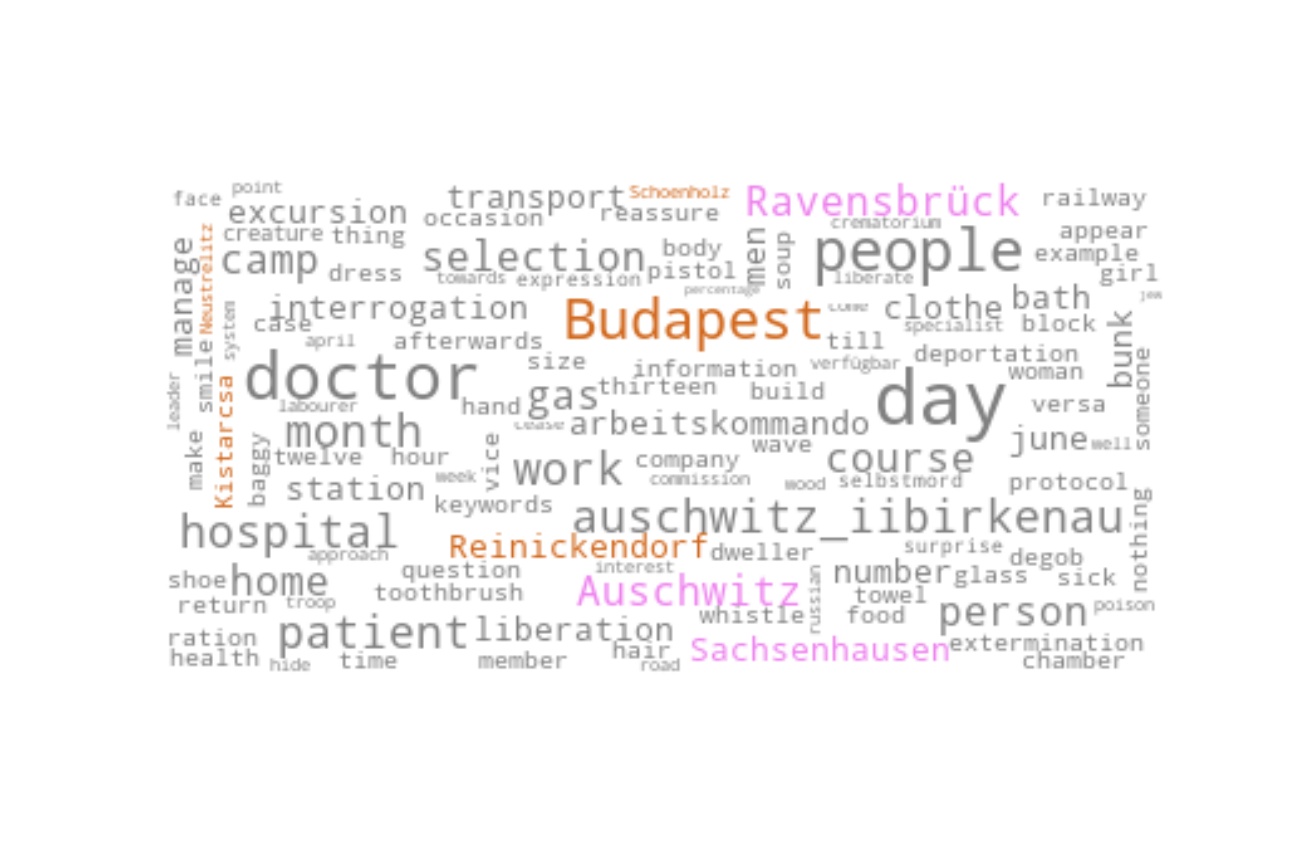 face point transport Schoenholz Ravensbrück railway
excursion occasion reassure crematorium appear
creature thing men soup people example
manage Neustrelitz camp dress selection body pistol girl
towards expression percentage liberate jew
interrogation Budapest come clothe bath
case system april afterwards till specialist block bunk
smile doctor size information verfügbar deportation woman someone
leader Kistarcsa labourer hand gas thirteen build day versa
month cease arbeitskommando june well
make baggy twelve hour vice work company wave course
station week commission wood selbstmord protocol
keywords auschwitz_iibirkenau nothing
hospital Reinickendorf dweller surprise degob
approach question interest number glass sick
shoe home toothbrush Auschwitz russian towel
return troop whistle food person poison
ration patient liberation hair Sachsenhausen extermination
health hide time member road chamber